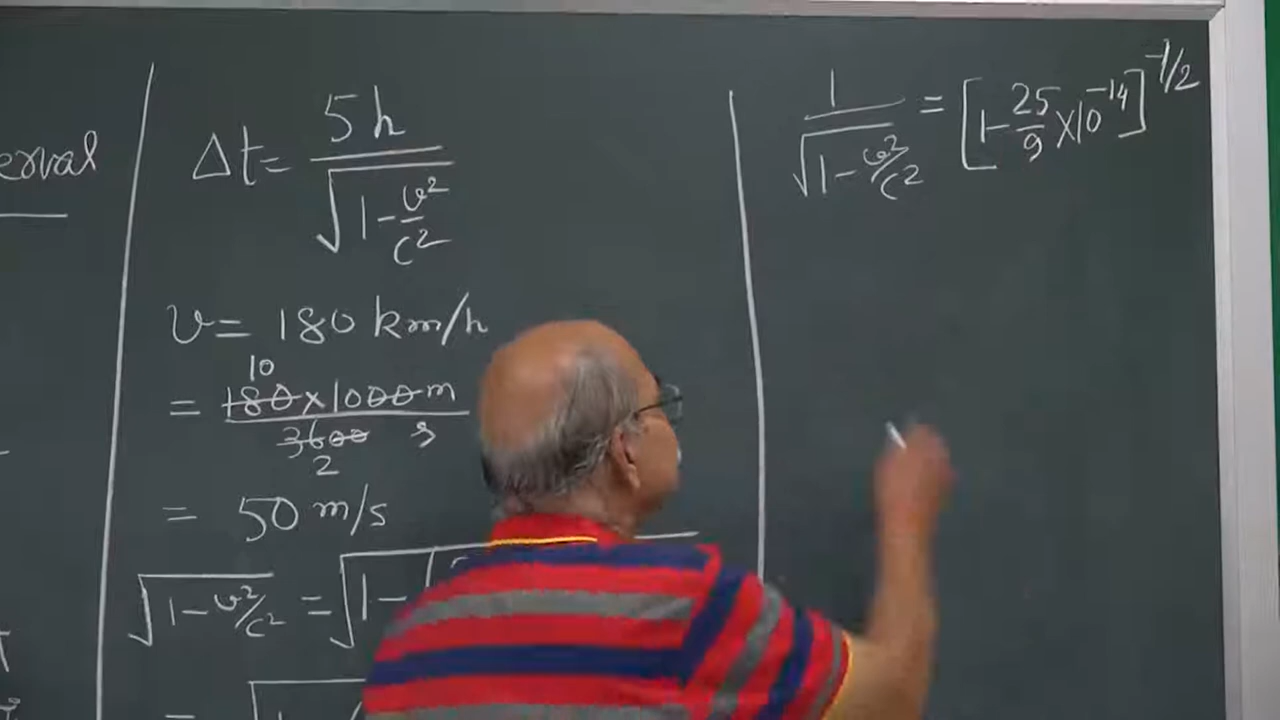 erval
Δt = 5h / √(1 - v²/c²)
v = 180 km/h
10
= 180 x 1000 m / 3600 s
2
= 50 m/s
√(1 - v²/c²) = √1 -
=
1 / √(1 - v²/c²) = [1 - 25/9 x 10⁻¹⁴]^-1/2